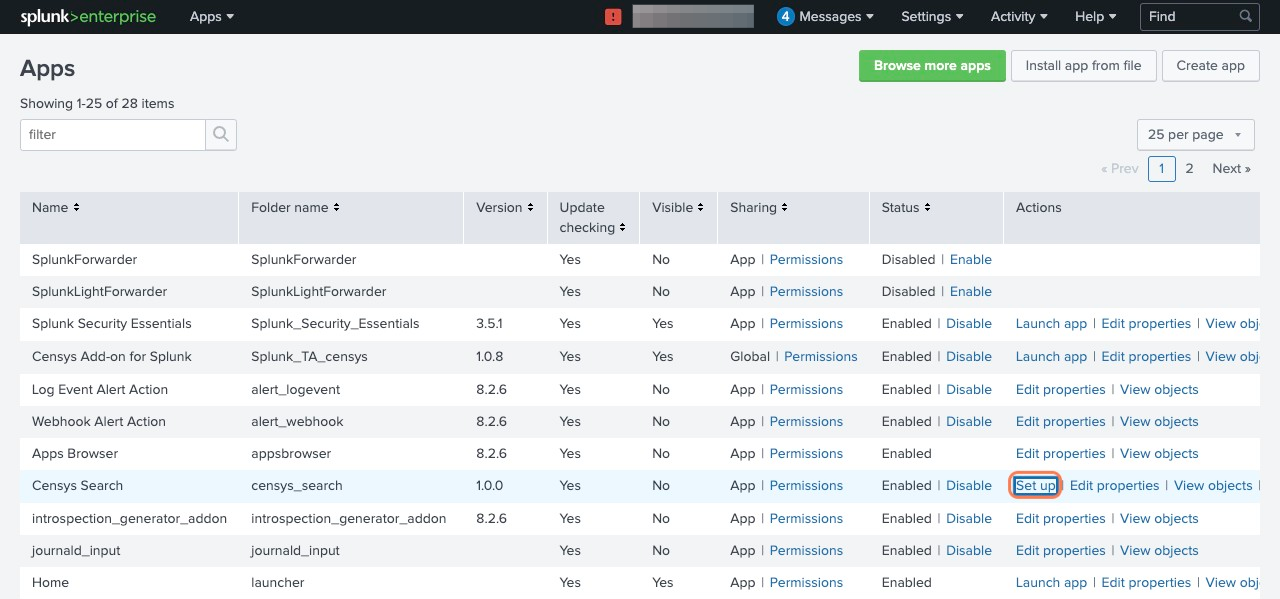 splunk>enterprise Apps 4 Messages Settings Activity Help Find
Apps Browse more apps Install app from file Create app
Showing 1-25 of 28 items
filter 25 per page
« Prev 1 2 Next »
Name Folder name Version Update checking Visible Sharing Status Actions
SplunkForwarder SplunkForwarder Yes No App | Permissions Disabled | Enable
SplunkLightForwarder SplunkLightForwarder Yes No App | Permissions Disabled | Enable
Splunk Security Essentials Splunk_Security_Essentials 3.5.1 Yes Yes App | Permissions Enabled | Disable Launch app | Edit properties | View obj
Censys Add-on for Splunk Splunk_TA_censys 1.0.8 Yes Yes Global | Permissions Enabled | Disable Launch app | Edit properties | View obj
Log Event Alert Action alert_logevent 8.2.6 Yes No App | Permissions Enabled | Disable Edit properties | View objects
Webhook Alert Action alert_webhook 8.2.6 Yes No App | Permissions Enabled | Disable Edit properties | View objects
Apps Browser appsbrowser 8.2.6 Yes No App | Permissions Enabled Edit properties | View objects
Censys Search censys_search 1.0.0 Yes No App | Permissions Enabled | Disable Set up | Edit properties | View objects |
introspection_generator_addon introspection_generator_addon 8.2.6 Yes No App | Permissions Enabled | Disable Edit properties | View objects
journald_input journald_input Yes No App | Permissions Enabled | Disable Edit properties | View objects
Home launcher Yes Yes App | Permissions Enabled Launch app | Edit properties | View obj